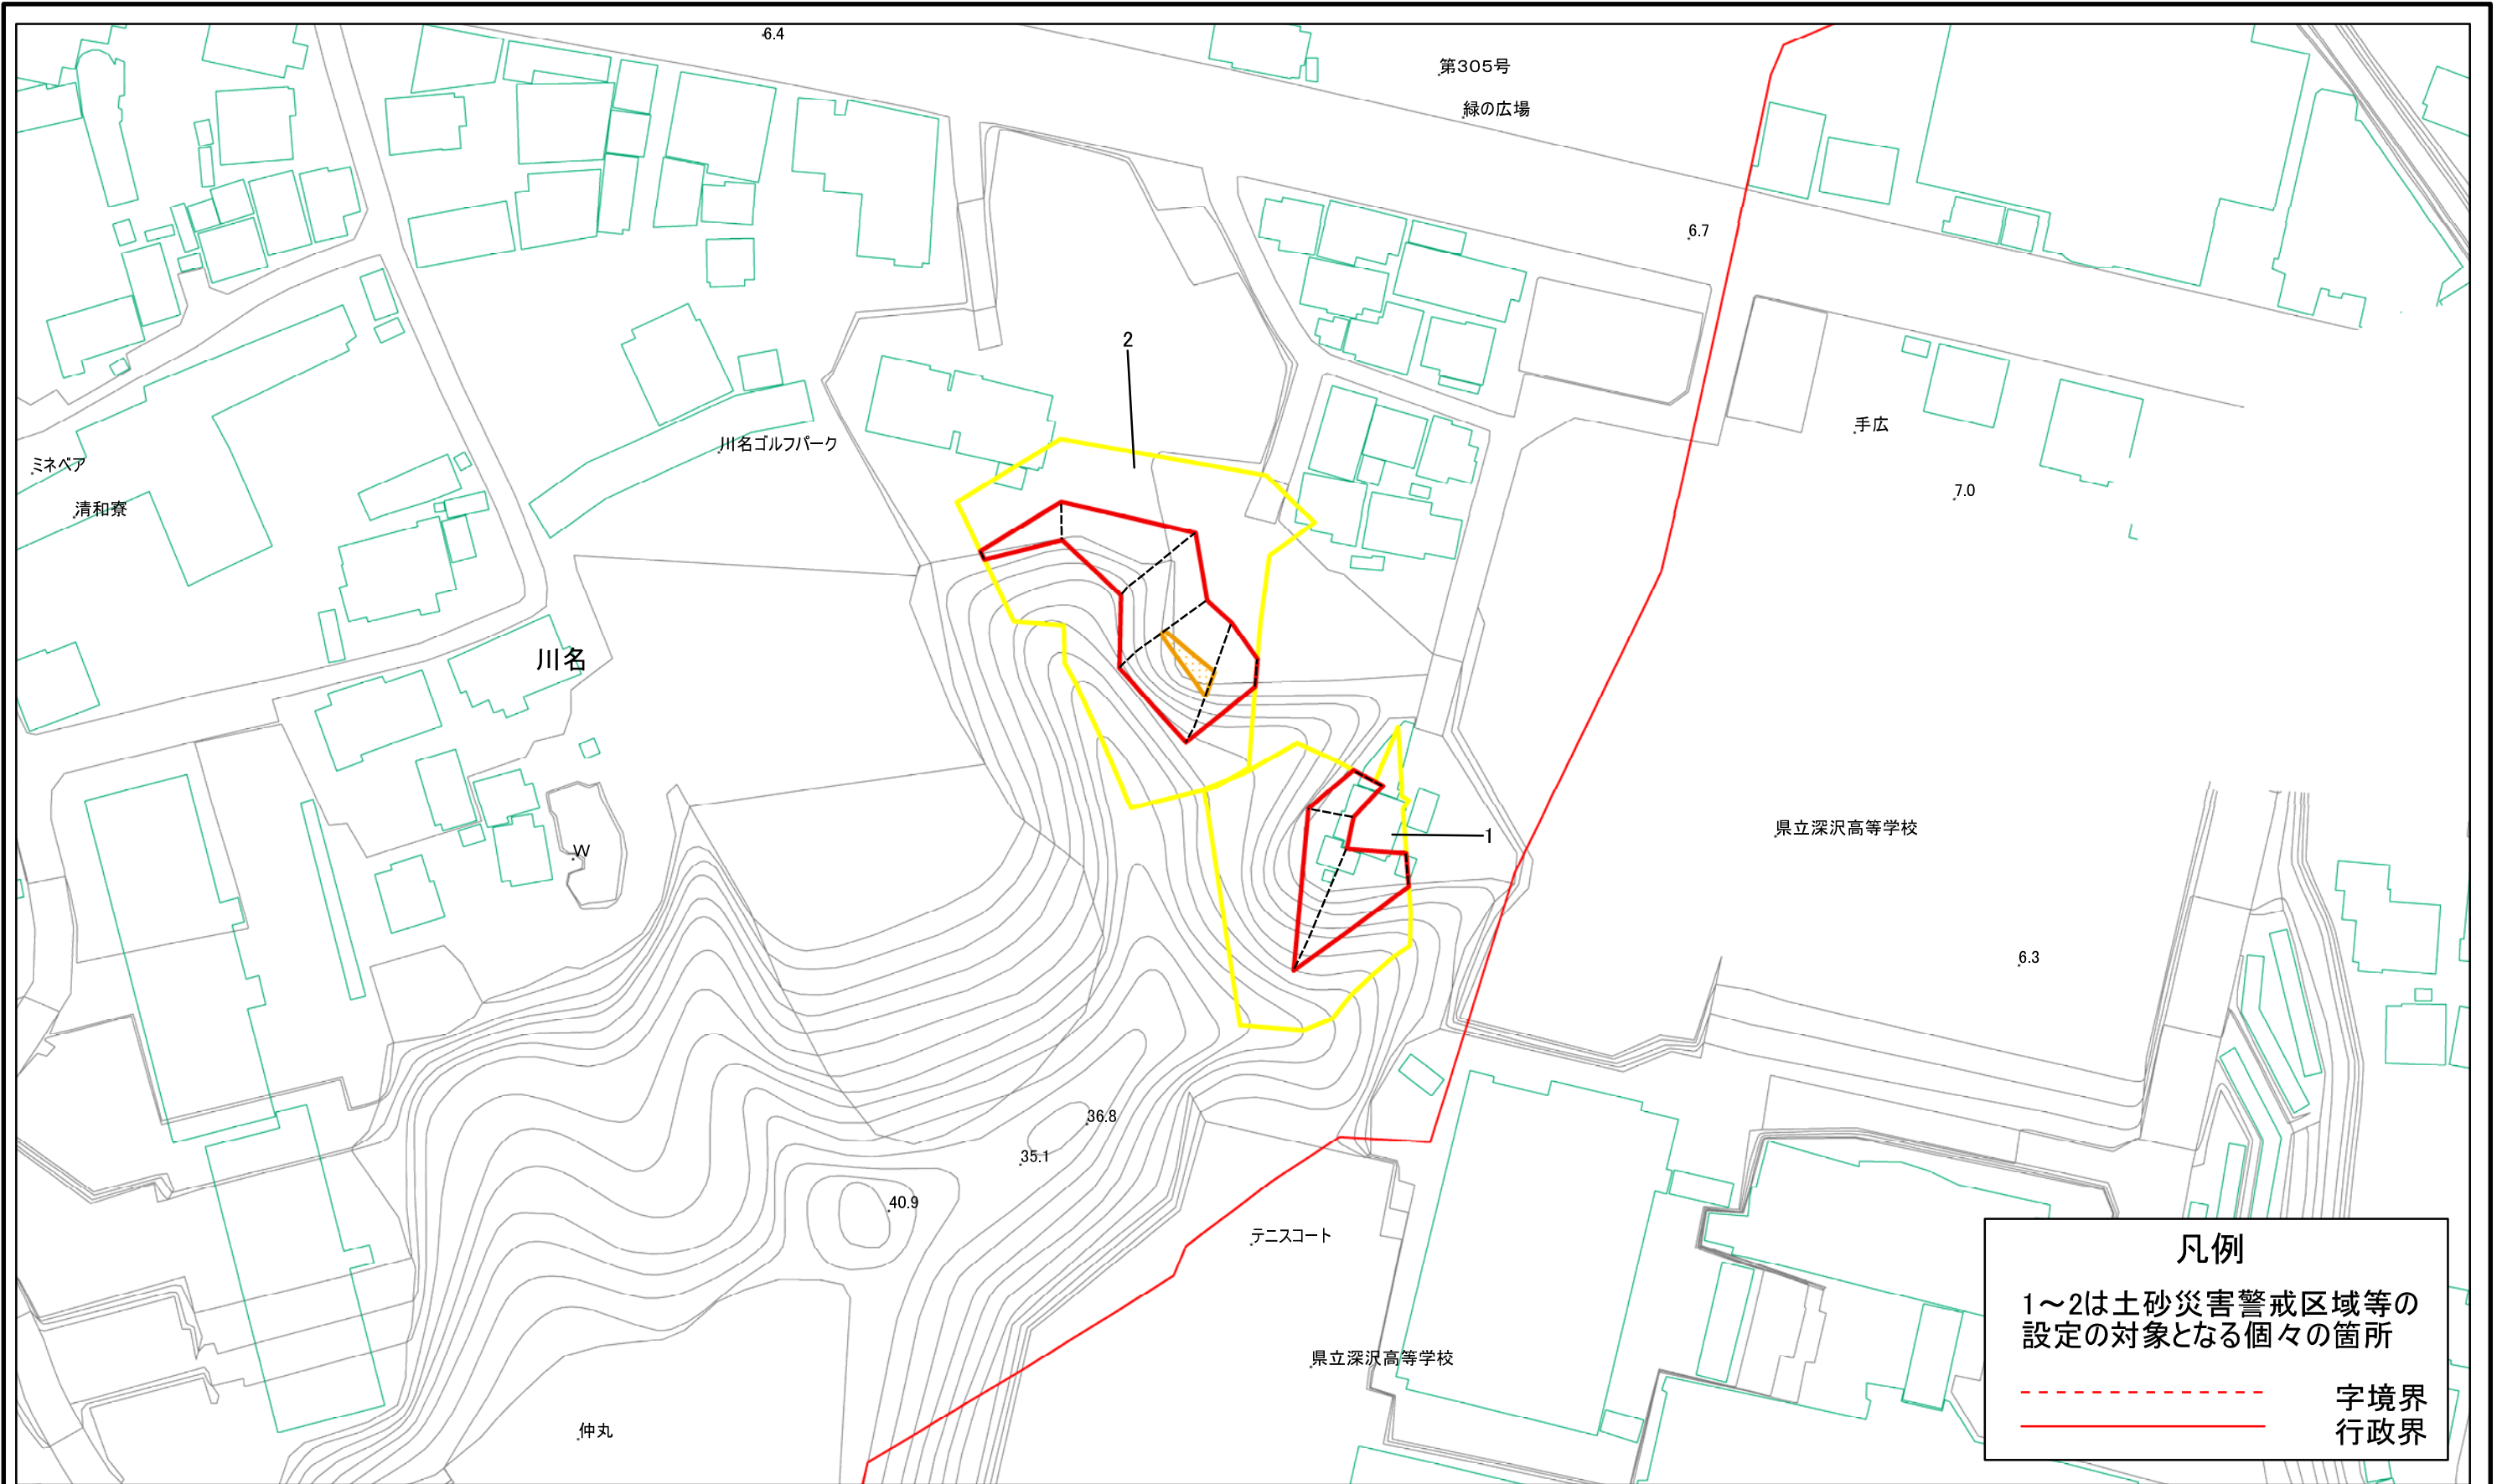 6.4
第305号
緑の広場
6.7
2
手広
川名ゴルフパーク
ミネベア
7.0
清和寮
川名
県立深沢高等学校
1
W
6.3
36.8
35.1
40.9
テニスコート
県立深沢高等学校
仲丸
凡例
1～2は土砂災害警戒区域等の
設定の対象となる個々の箇所
字境界
行政界